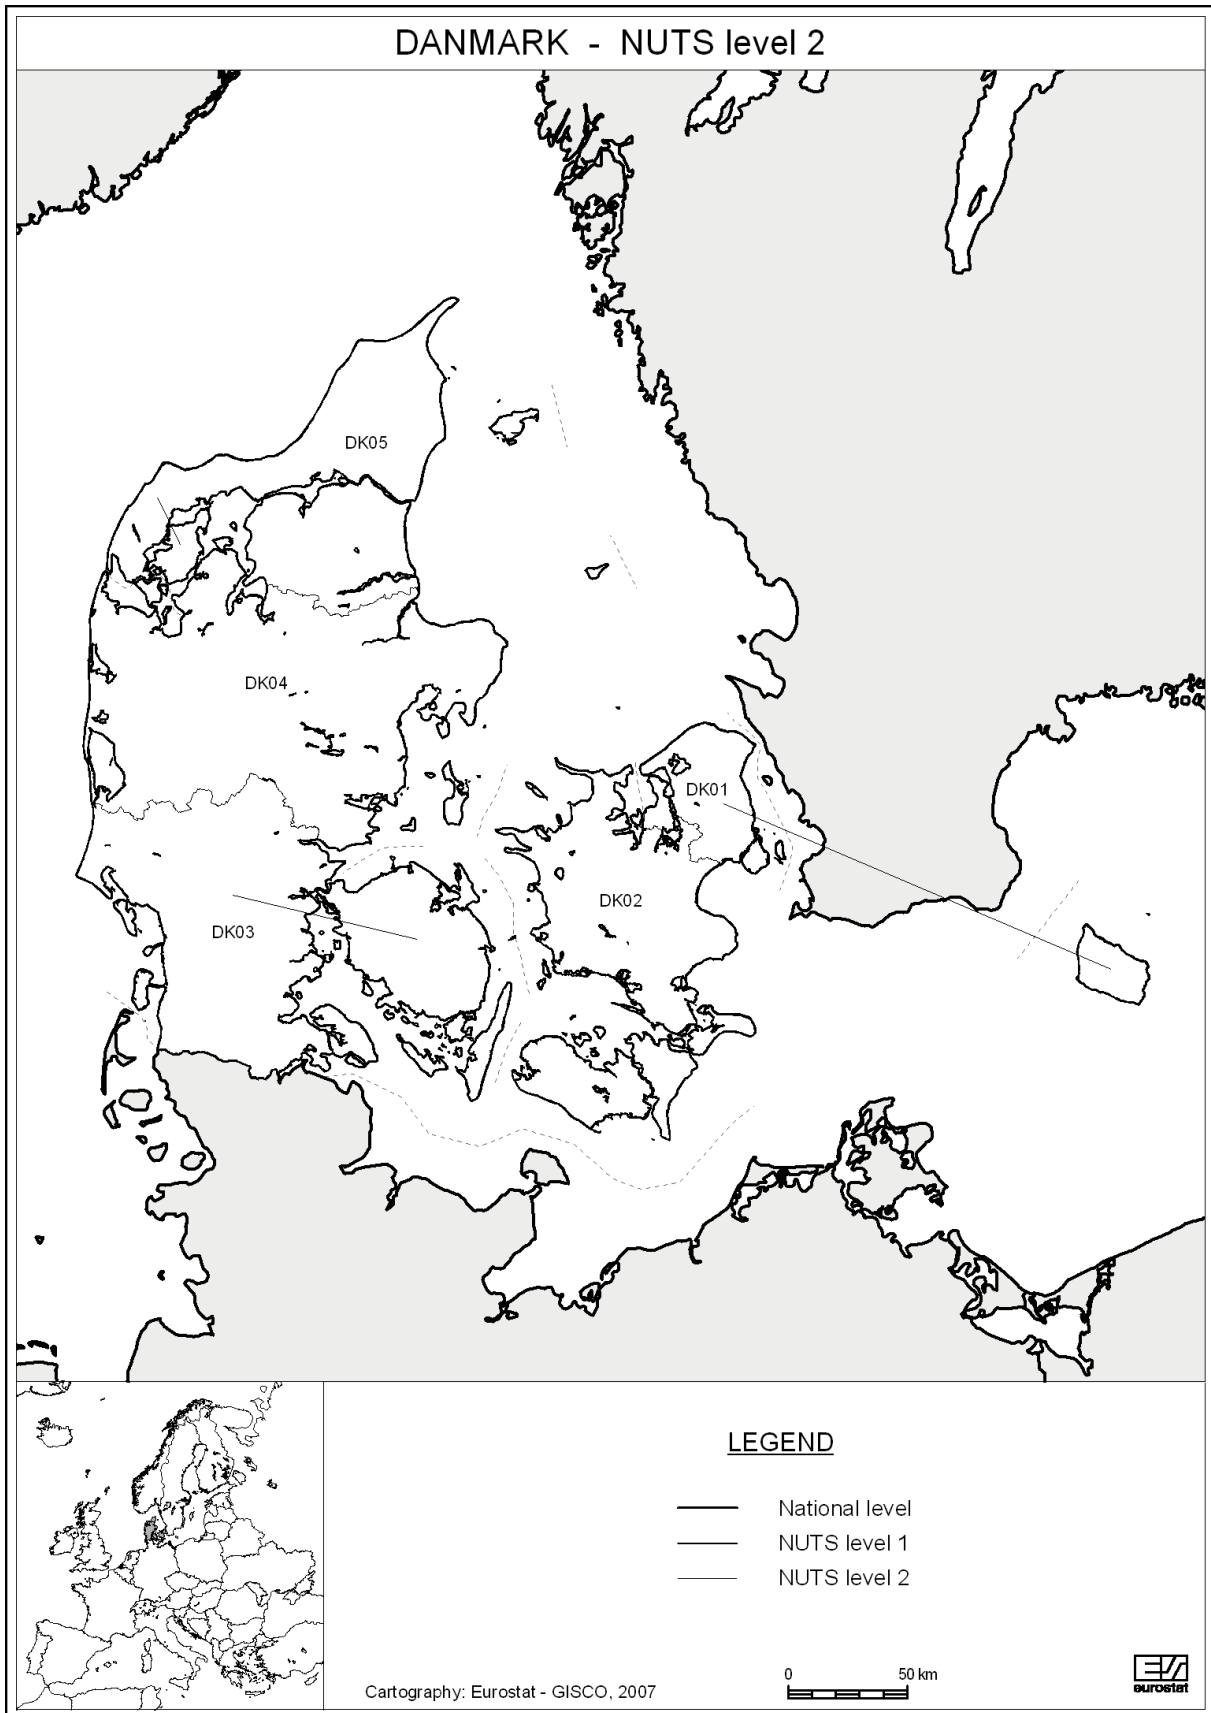 DANMARK - NUTS level 2
DK05
DK04
DK01
DK02
DK03
LEGEND
National level
NUTS level 1
NUTS level 2
0 50 km
Cartography: Eurostat - GISCO, 2007
eurostat